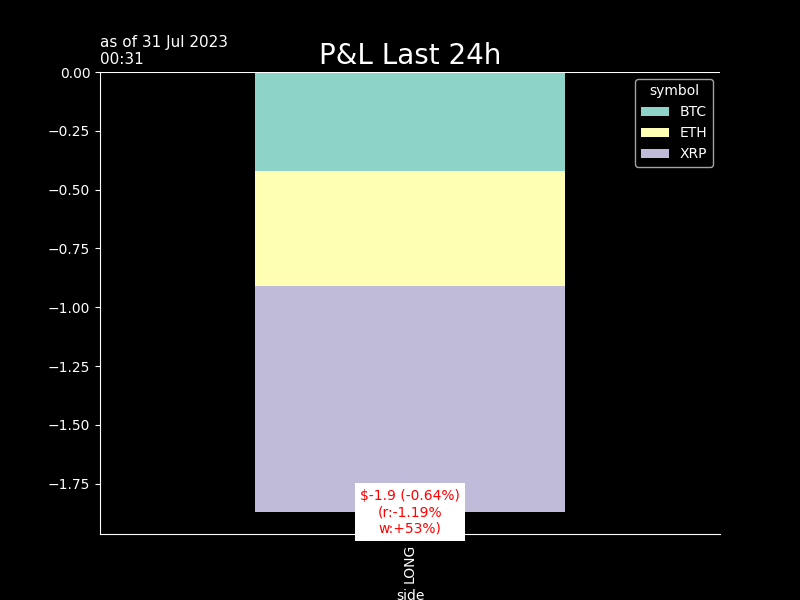 as of 31 Jul 2023
00:31
P&L Last 24h
symbol
BTC
ETH
XRP
0.00
−0.25
−0.50
−0.75
−1.00
−1.25
−1.50
−1.75
$-1.9 (-0.64%)
(r:-1.19%
w:+53%)
LONG
side